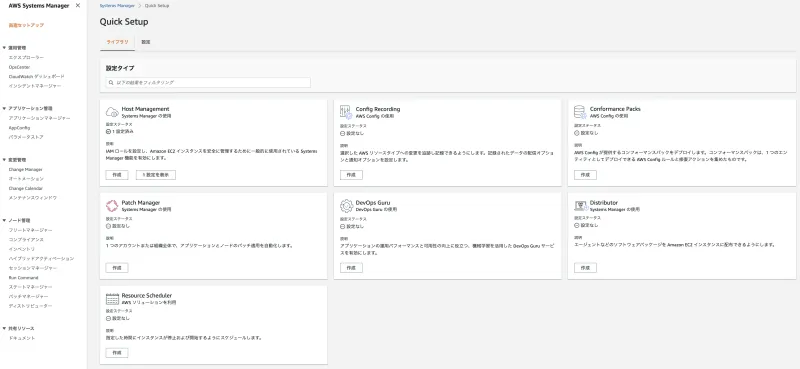 AWS Systems Manager
高速セットアップ
運用管理
エクスプローラー
OpsCenter
CloudWatch ダッシュボード
インシデントマネージャー
アプリケーション管理
アプリケーションマネージャー
AppConfig
パラメータストア
変更管理
Change Manager
オートメーション
Change Calendar
メンテナンスウィンドウ
ノード管理
フリートマネージャー
コンプライアンス
インベントリ
ハイブリッドアクティベーション
セッションマネージャー
Run Command
ステートマネージャー
パッチマネージャー
ディストリビューター
共有リソース
ドキュメント
Systems Manager > Quick Setup
Quick Setup
ライブラリ 設定
設定タイプ
以下の結果をフィルタリング
Host Management
Systems Manager の使用
設定ステータス
1 設定済み
説明
IAM ロールを設定し、Amazon EC2 インスタンスを安全に管理するために一般的に使用されている Systems
Manager 機能を有効にします。
作成 1 設定を表示
Config Recording
AWS Config の使用
設定ステータス
設定なし
説明
選択した AWS リソースタイプへの変更を追跡し記録できるようにします。記録されたデータの配信オプション
と通知オプションを設定します。
作成
Conformance Packs
AWS Config の使用
設定ステータス
設定なし
説明
AWS Config が提供するコンフォーマンスパックをデプロイします。コンフォーマンスパックは、1 つのエン
ティティとしてデプロイできる AWS Config ルールと修復アクションを集めたものです。
作成
Patch Manager
Systems Manager の使用
設定ステータス
設定なし
説明
1 つのアカウントまたは組織全体で、アプリケーションとノードのパッチ適用を自動化します。
作成
DevOps Guru
DevOps Guru の使用
設定ステータス
設定なし
説明
アプリケーションの運用パフォーマンスと可用性の向上に役立つ、機械学習を活用した DevOps Guru サービ
スを有効にします。
作成
Distributor
Systems Manager の使用
設定ステータス
設定なし
説明
エージェントなどのソフトウェアパッケージを Amazon EC2 インスタンスに配布できるようにします。
作成
Resource Scheduler
AWS ソリューションを利用
設定ステータス
設定なし
説明
指定した時間にインスタンスが停止および開始するようにスケジュールします。
作成